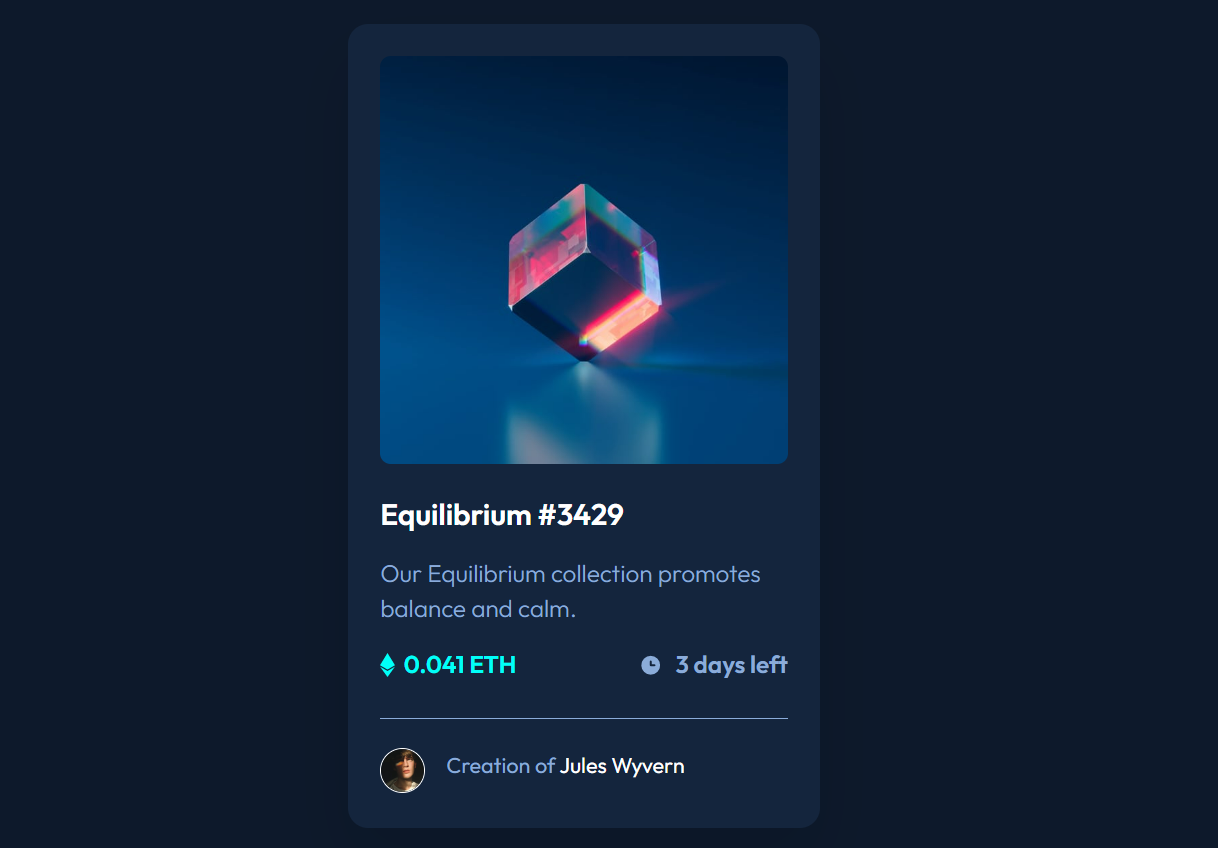 Equilibrium #3429
Our Equilibrium collection promotes
balance and calm.
0.041 ETH
3 days left
Creation of Jules Wyvern